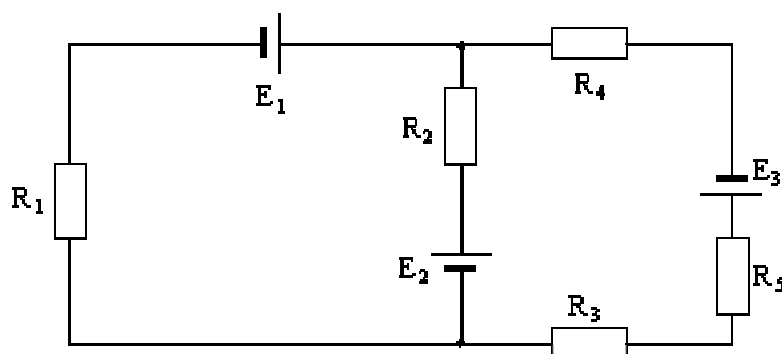 R₄
E₁
R₂
E₃
R₁
E₂
R₅
R₃